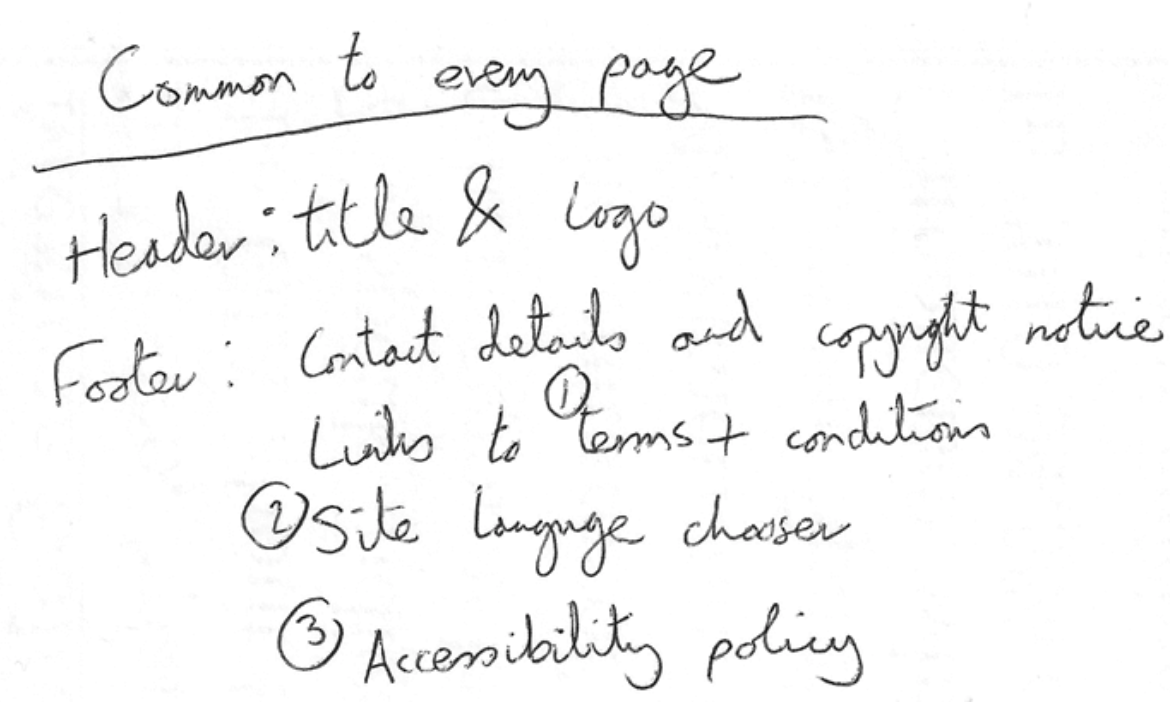 Common to every page
Header: title & Logo
Footer: Contact details and copyright notice
Links to ① terms + conditions
② Site language chooser
③ Accessibility policy